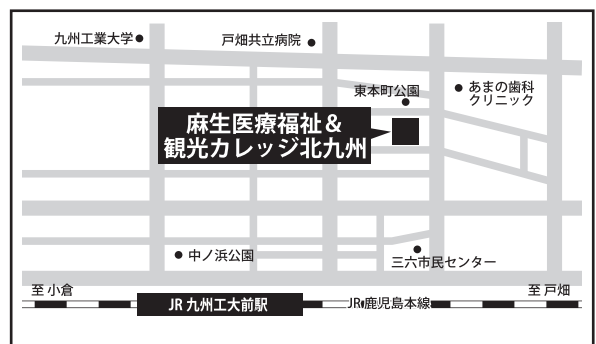 九州工業大学
戸畑共立病院
東本町公園
あまの歯科
クリニック
麻生医療福祉&
観光カレッジ北九州
中ノ浜公園
三六市民センター
至 小倉
至 戸畑
JR 九州工大前駅
JR鹿児島本線